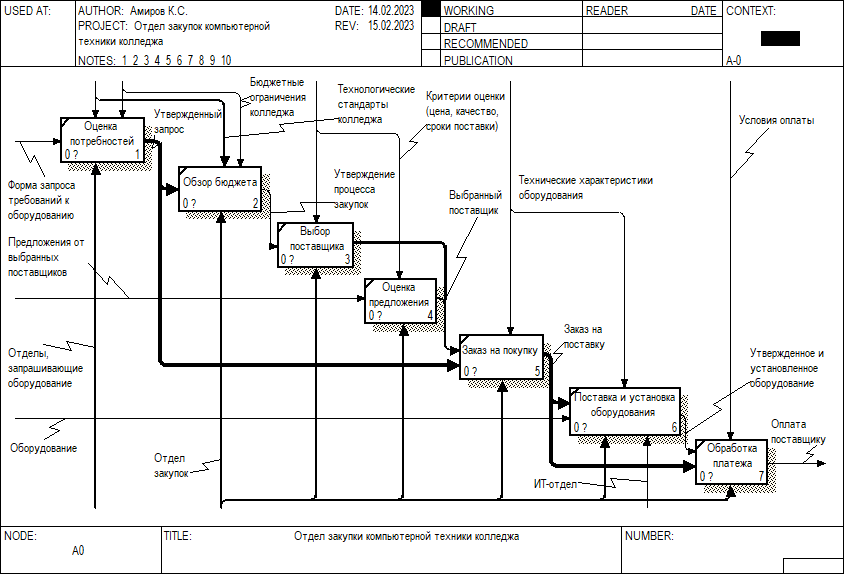 USED AT:
AUTHOR: Амиров К.С.
DATE: 14.02.2023
PROJECT: Отдел закупок компьютерной
техники колледжа
REV: 15.02.2023
NOTES: 1 2 3 4 5 6 7 8 9 10
WORKING
DRAFT
RECOMMENDED
PUBLICATION
READER
DATE
CONTEXT:
A-0
Бюджетные
ограничения
колледжа
Технологические
стандарты
колледжа
Критерии оценки
(цена, качество,
сроки поставки)
Условия оплаты
Утвержденный
запрос
Оценка
потребностей
0 ?
1
Форма запроса
требований к
оборудованию
Обзор бюджета
0 ?
2
Утверждение
процесса
закупок
Выбранный
поставщик
Технические характеристики
оборудования
Выбор
поставщика
0 ?
3
Предложения от
выбранных
поставщиков
Оценка
предложения
0 ?
4
Заказ на покупку
0 ?
5
Заказ на
поставку
Отделы,
запрашивающие
оборудование
Утвержденное и
установленное
оборудование
Поставка и установка
оборудования
0 ?
6
Оборудование
Оплата
поставщику
Обработка
платежа
0 ?
7
Отдел
закупок
ИТ-отдел
NODE:
A0
TITLE:
Отдел закупки компьютерной техники колледжа
NUMBER: